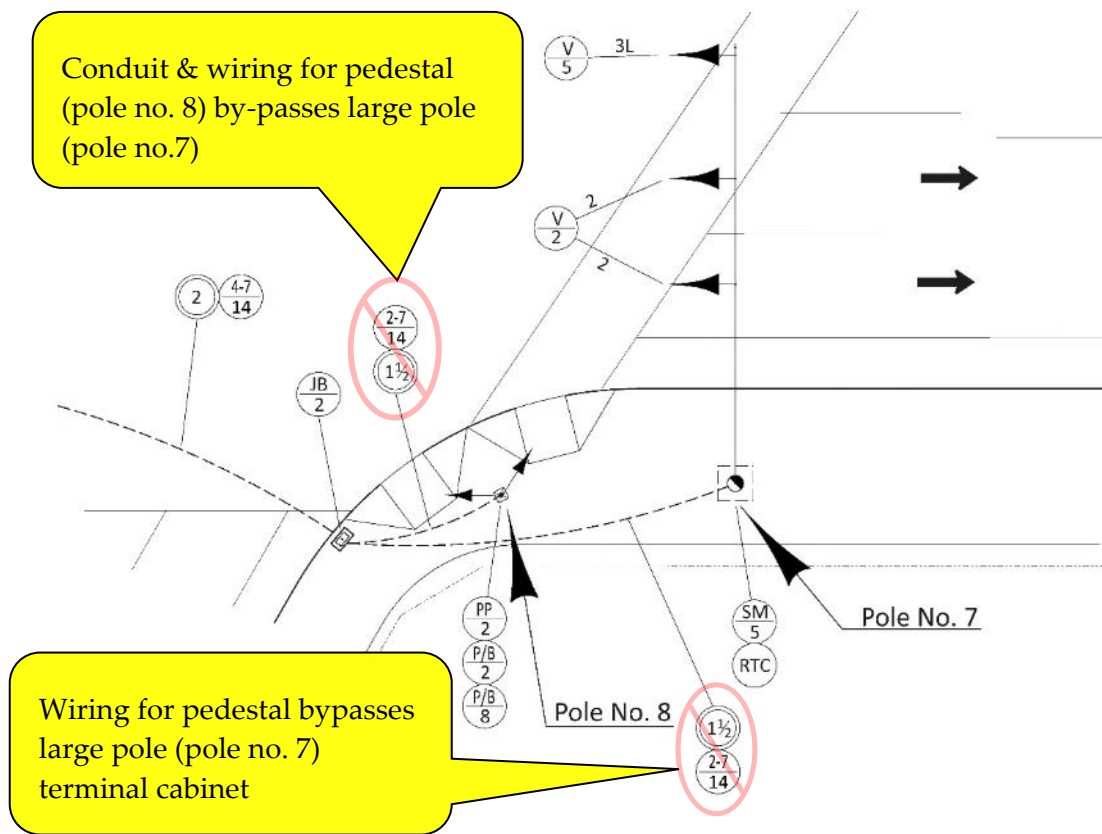 Conduit & wiring for pedestal
(pole no. 8) by-passes large pole
(pole no.7)
V
5
3L
V
2
2
2
2
4-7
14
2-7
14
1½
JB
2
PP
2
P/B
2
P/B
8
Pole No. 8
SM
5
RTC
Pole No. 7
1½
2-7
14
Wiring for pedestal bypasses
large pole (pole no. 7)
terminal cabinet